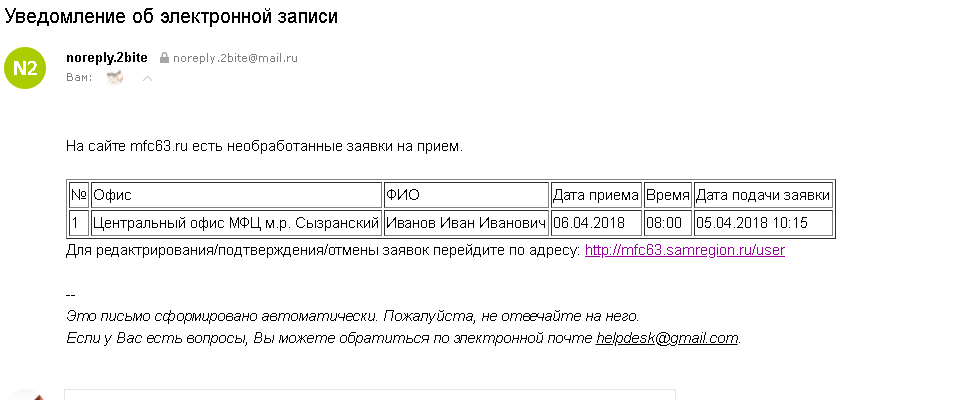 Уведомление об электронной записи
N2
noreply.2bite noreply.2bite@mail.ru
Вам:
На сайте mfc63.ru есть необработанные заявки на прием.
№ Офис ФИО Дата приема Время Дата подачи заявки
1 Центральный офис МФЦ м.р. Сызранский Иванов Иван Иванович 06.04.2018 08:00 05.04.2018 10:15
Для редактрирования/подтверждения/отмены заявок перейдите по адресу: http://mfc63.samregion.ru/user
--
Это письмо сформировано автоматически. Пожалуйста, не отвечайте на него.
Если у Вас есть вопросы, Вы можете обратиться по электронной почте helpdesk@gmail.com.